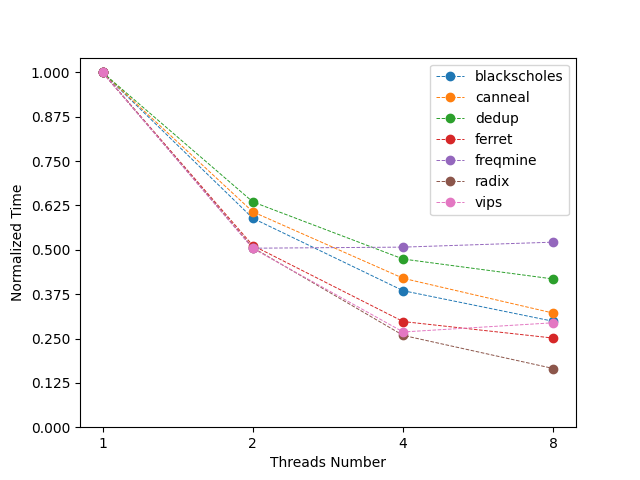 1.000
0.875
0.750
0.625
0.500
0.375
0.250
0.125
0.000
Normalized Time
blackscholes
canneal
dedup
ferret
freqmine
radix
vips
1 2 4 8
Threads Number